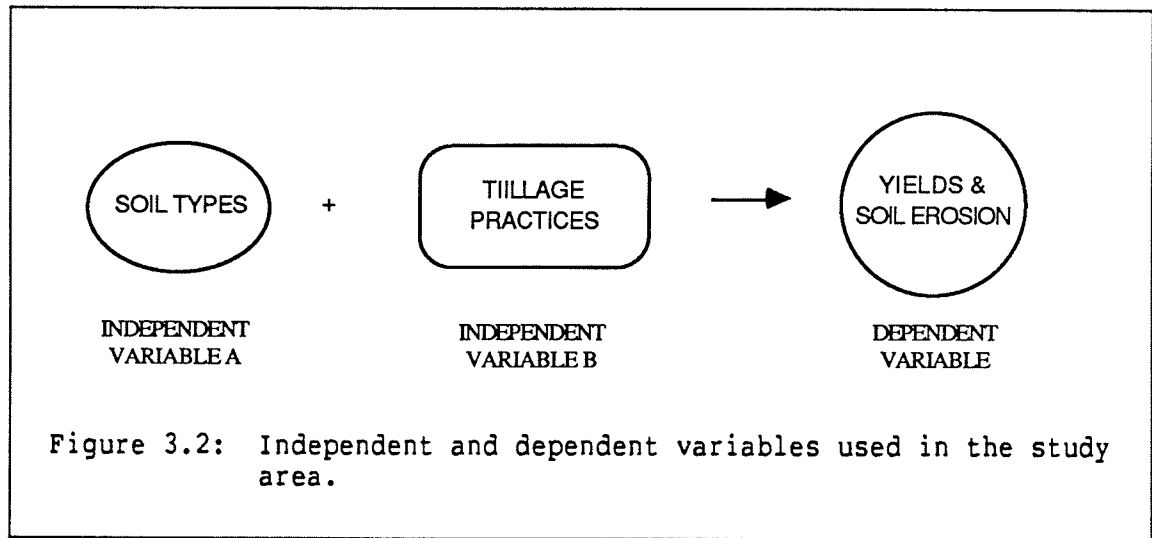 SOIL TYPES
+
TIILLAGE
PRACTICES
YIELDS &
SOIL EROSION
INDEPENDENT
VARIABLE A
INDEPENDENT
VARIABLE B
DEPENDENT
VARIABLE
Figure 3.2: Independent and dependent variables used in the study
area.